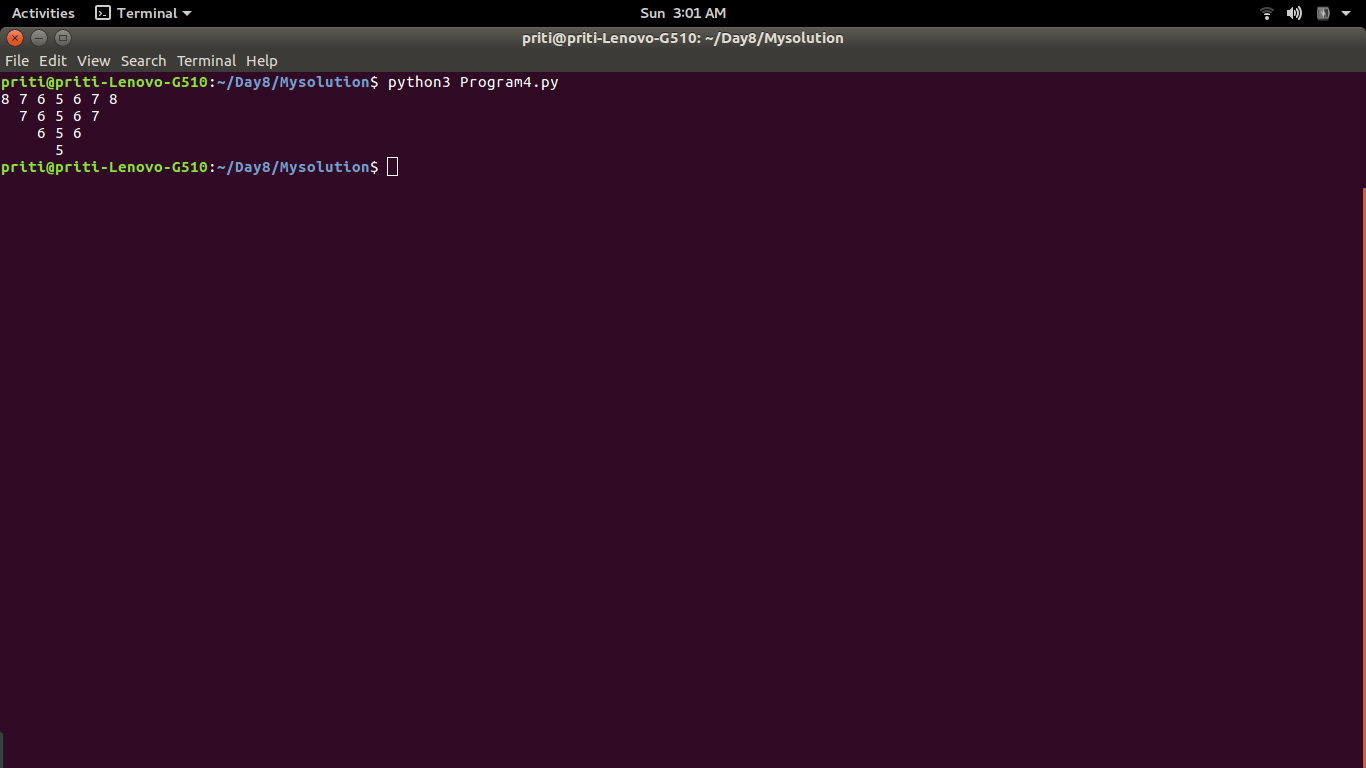 Activities Terminal Sun 3:01 AM
priti@priti-Lenovo-G510: ~/Day8/Mysolution
File Edit View Search Terminal Help
priti@priti-Lenovo-G510:~/Day8/Mysolution$ python3 Program4.py
8 7 6 5 6 7 8
  7 6 5 6 7
    6 5 6
      5
priti@priti-Lenovo-G510:~/Day8/Mysolution$